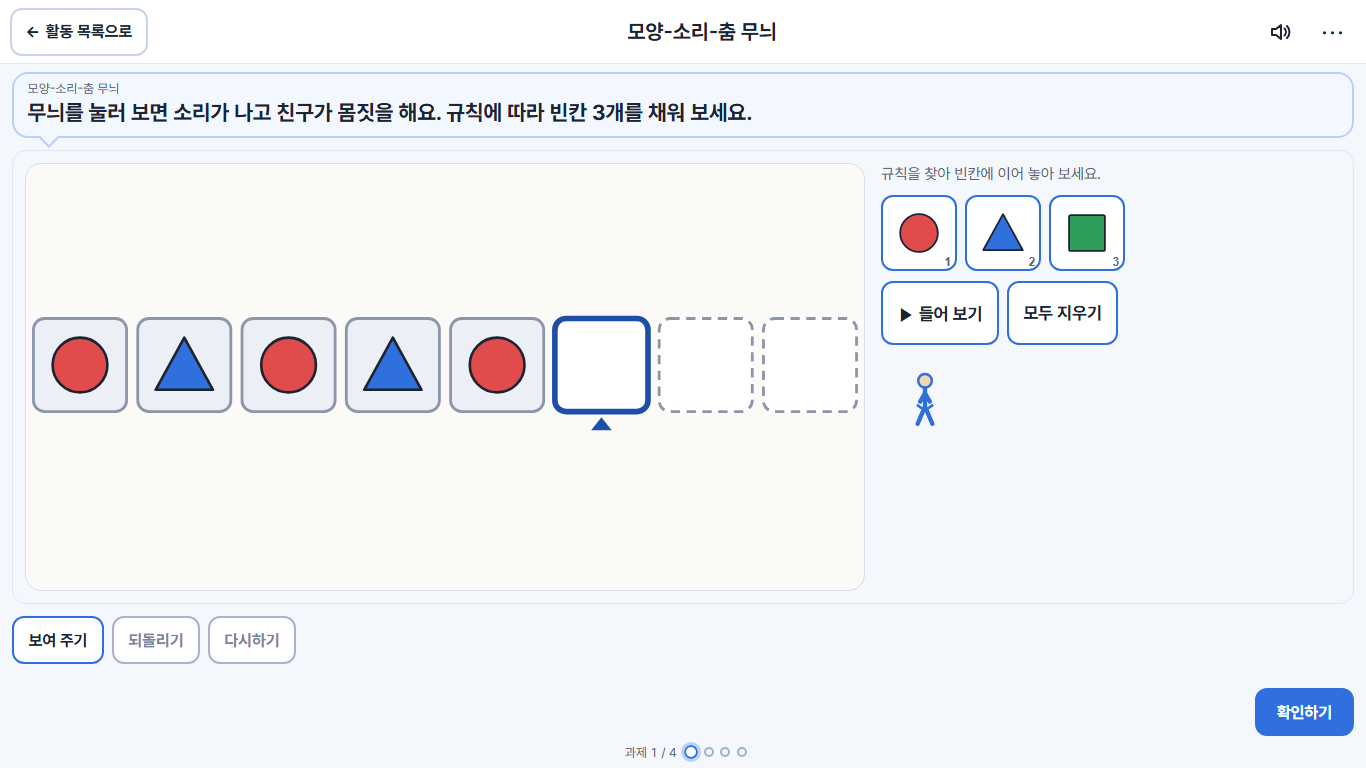 ← 활동 목록으로
모양-소리-춤 무늬
...
모양-소리-춤 무늬
무늬를 눌러 보면 소리가 나고 친구가 몸짓을 해요. 규칙에 따라 빈칸 3개를 채워 보세요.
규칙을 찾아 빈칸에 이어 놓아 보세요.
1 2 3
▶ 들어 보기 모두 지우기
보여 주기 되돌리기 다시하기
확인하기
과제 1 / 4